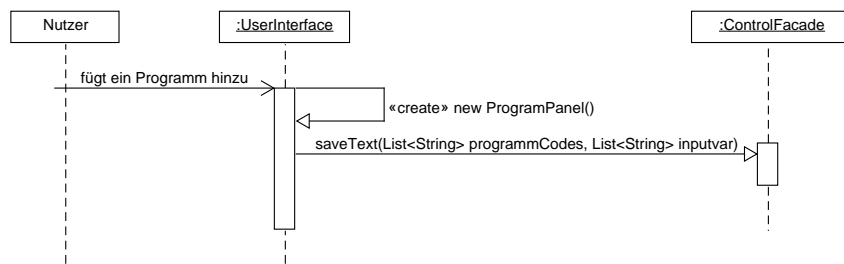 Nutzer
:UserInterface
:ControlFacade
fügt ein Programm hinzu
«create» new ProgramPanel()
saveText(List<String> programmCodes, List<String> inputvar)